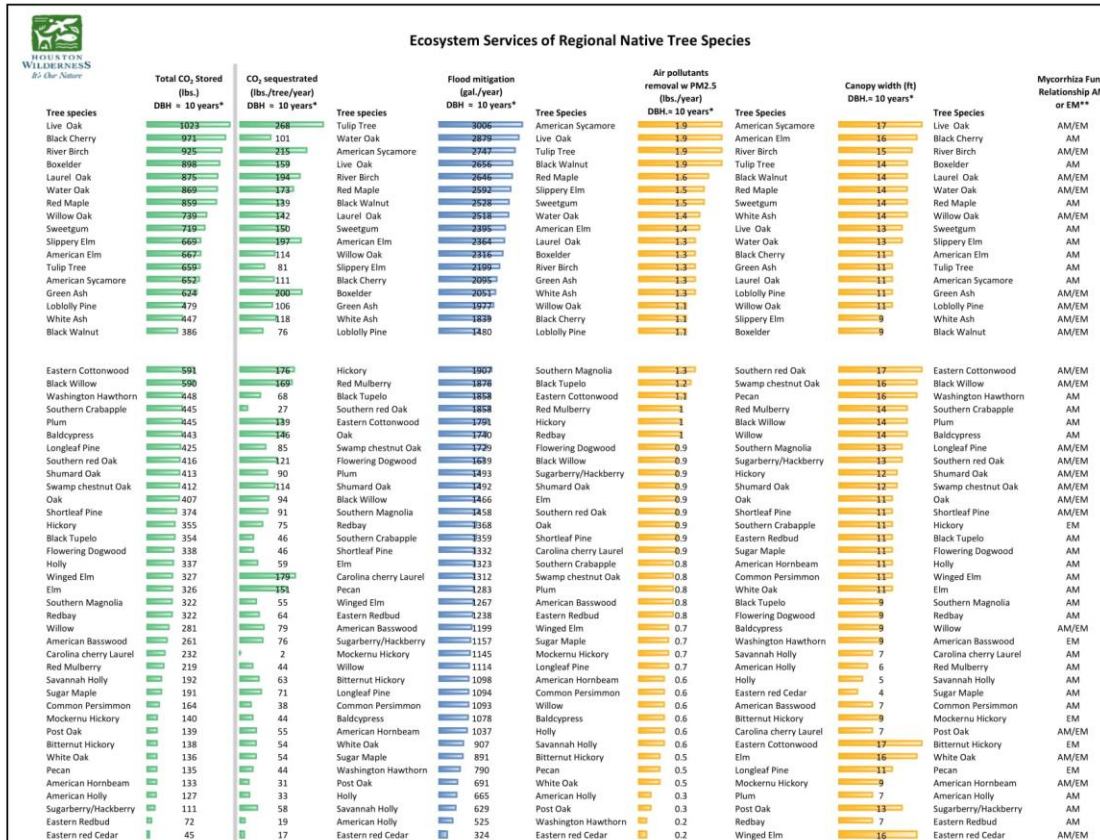 HOUSTON
WILDERNESS
It's Our Nature
Ecosystem Services of Regional Native Tree Species
Tree species Total CO₂ Stored (lbs.) DBH = 10 years* CO₂ sequestrated (lbs./tree/year) DBH ≈ 10 years* Tree species Flood mitigation (gal./year) DBH ≈ 10 years* Tree Species Air pollutants removal w PM2.5 (lbs./year) DBH.≈ 10 years* Tree Species Canopy width (ft) DBH.≈ 10 years* Tree Species Mycorrhiza Fun Relationship A or EM**
Live Oak 1023 268 Tulip Tree 3006 American Sycamore 1.9 American Sycamore 17 Live Oak AM/EM
Black Cherry 971 101 Water Oak 2879 Live Oak 1.9 American Elm 16 Black Cherry AM
River Birch 925 215 American Sycamore 2747 Tulip Tree 1.9 River Birch 15 River Birch AM/EM
Boxelder 898 159 Live Oak 2656 Black Walnut 1.9 Tulip Tree 14 Boxelder AM
Laurel Oak 875 194 River Birch 2646 Red Maple 1.6 Black Walnut 14 Laurel Oak AM/EM
Water Oak 869 173 Red Maple 2592 Slippery Elm 1.5 Red Maple 14 Water Oak AM/EM
Red Maple 859 139 Black Walnut 2528 Sweetgum 1.5 Sweetgum 14 Red Maple AM
Willow Oak 739 142 Laurel Oak 2518 Water Oak 1.4 White Ash 14 Willow Oak AM/EM
Sweetgum 719 150 Sweetgum 2395 American Elm 1.4 Live Oak 13 Sweetgum AM
Slippery Elm 669 197 American Elm 2364 Laurel Oak 1.3 Water Oak 13 Slippery Elm AM
American Elm 667 114 Willow Oak 2316 Boxelder 1.3 Black Cherry 11 American Elm AM
Tulip Tree 659 81 Slippery Elm 2199 River Birch 1.3 Green Ash 11 Tulip Tree AM
American Sycamore 652 111 Black Cherry 2095 Green Ash 1.3 Laurel Oak 11 American Sycamore AM
Green Ash 624 200 Boxelder 2051 White Ash 1.3 Loblolly Pine 11 Green Ash AM/EM
Loblolly Pine 479 106 Green Ash 1977 Willow Oak 1.1 Willow Oak 11 Loblolly Pine AM/EM
White Ash 447 118 White Ash 1839 Black Cherry 1.1 Slippery Elm 9 White Ash AM/EM
Black Walnut 386 76 Loblolly Pine 1480 Loblolly Pine 1.1 Boxelder 9 Black Walnut AM/EM
Eastern Cottonwood 591 176 Hickory 1907 Southern Magnolia 1.3 Southern red Oak 17 Eastern Cottonwood AM/EM
Black Willow 590 169 Red Mulberry 1876 Black Tupelo 1.2 Swamp chestnut Oak 16 Black Willow AM/EM
Washington Hawthorn 448 68 Black Tupelo 1858 Eastern Cottonwood 1.1 Pecan 16 Washington Hawthorn AM
Southern Crabapple 445 27 Southern red Oak 1858 Red Mulberry 1 Red Mulberry 14 Southern Crabapple AM
Plum 445 139 Eastern Cottonwood 1791 Hickory 1 Black Willow 14 Plum AM
Baldcypress 443 146 Oak 1740 Redbay 1 Willow 14 Baldcypress AM
Longleaf Pine 425 85 Swamp chestnut Oak 1729 Flowering Dogwood 0.9 Southern Magnolia 13 Longleaf Pine AM/EM
Southern red Oak 416 121 Flowering Dogwood 1639 Black Willow 0.9 Sugarberry/Hackberry 13 Southern red Oak AM/EM
Shumard Oak 413 90 Plum 1493 Sugarberry/Hackberry 0.9 Hickory 12 Shumard Oak AM/EM
Swamp chestnut Oak 412 114 Shumard Oak 1492 Shumard Oak 0.9 Shumard Oak 12 Swamp chestnut Oak AM/EM
Oak 407 94 Black Willow 1466 Elm 0.9 Oak 11 Oak AM/EM
Shortleaf Pine 374 91 Southern Magnolia 1458 Southern red Oak 0.9 Shortleaf Pine 11 Shortleaf Pine AM/EM
Hickory 355 75 Redbay 1368 Oak 0.9 Southern Crabapple 11 Hickory EM
Black Tupelo 354 46 Southern Crabapple 1359 Shortleaf Pine 0.9 Eastern Redbud 11 Black Tupelo AM
Flowering Dogwood 338 46 Shortleaf Pine 1332 Carolina cherry Laurel 0.9 Sugar Maple 11 Flowering Dogwood AM
Holly 337 59 Elm 1323 Southern Crabapple 0.8 American Hornbeam 11 Holly AM
Winged Elm 327 179 Carolina cherry Laurel 1312 Swamp chestnut Oak 0.8 Common Persimmon 11 Winged Elm AM
Elm 326 151 Pecan 1283 Plum 0.8 White Oak 11 Elm AM
Southern Magnolia 322 55 Winged Elm 1267 American Basswood 0.8 Black Tupelo 9 Southern Magnolia AM
Redbay 322 64 Eastern Redbud 1238 Eastern Redbud 0.8 Flowering Dogwood 9 Redbay AM
Willow 281 79 American Basswood 1199 Winged Elm 0.7 Baldcypress 9 Willow AM/EM
American Basswood 261 76 Sugarberry/Hackberry 1157 Sugar Maple 0.7 Washington Hawthorn 9 American Basswood EM
Carolina cherry Laurel 232 2 Mockernu Hickory 1145 Mockernu Hickory 0.7 Savannah Holly 7 Carolina cherry Laurel AM
Red Mulberry 219 44 Willow 1114 Longleaf Pine 0.7 American Holly 6 Red Mulberry AM
Savannah Holly 192 63 Bitternut Hickory 1098 American Hornbeam 0.6 Holly 5 Savannah Holly AM
Sugar Maple 191 71 Longleaf Pine 1094 Common Persimmon 0.6 Eastern red Cedar 4 Sugar Maple AM
Common Persimmon 164 38 Common Persimmon 1093 Willow 0.6 American Basswood 7 Common Persimmon AM
Mockernu Hickory 140 44 Baldcypress 1078 Baldcypress 0.6 Bitternut Hickory 9 Mockernu Hickory EM
Post Oak 139 55 American Hornbeam 1037 Holly 0.6 Carolina cherry Laurel 7 Post Oak AM/EM
Bitternut Hickory 138 54 White Oak 907 Savannah Holly 0.6 Eastern Cottonwood 17 Bitternut Hickory EM
White Oak 136 54 Sugar Maple 891 Bitternut Hickory 0.5 Elm 16 White Oak AM/EM
Pecan 135 44 Washington Hawthorn 790 Pecan 0.5 Longleaf Pine 11 Pecan EM
American Hornbeam 133 31 Post Oak 691 White Oak 0.5 Mockernu Hickory 9 American Hornbeam AM/EM
American Holly 127 33 Holly 665 American Holly 0.3 Plum 7 American Holly AM
Sugarberry/Hackberry 111 58 Savannah Holly 629 Post Oak 0.3 Post Oak 13 Sugarberry/Hackberry AM
Eastern Redbud 72 19 American Holly 525 Washington Hawthorn 0.2 Redbay 7 Eastern Redbud AM
Eastern red Cedar 45 17 Eastern red Cedar 324 Eastern red Cedar 0.2 Winged Elm 16 Eastern red Cedar AM/EM